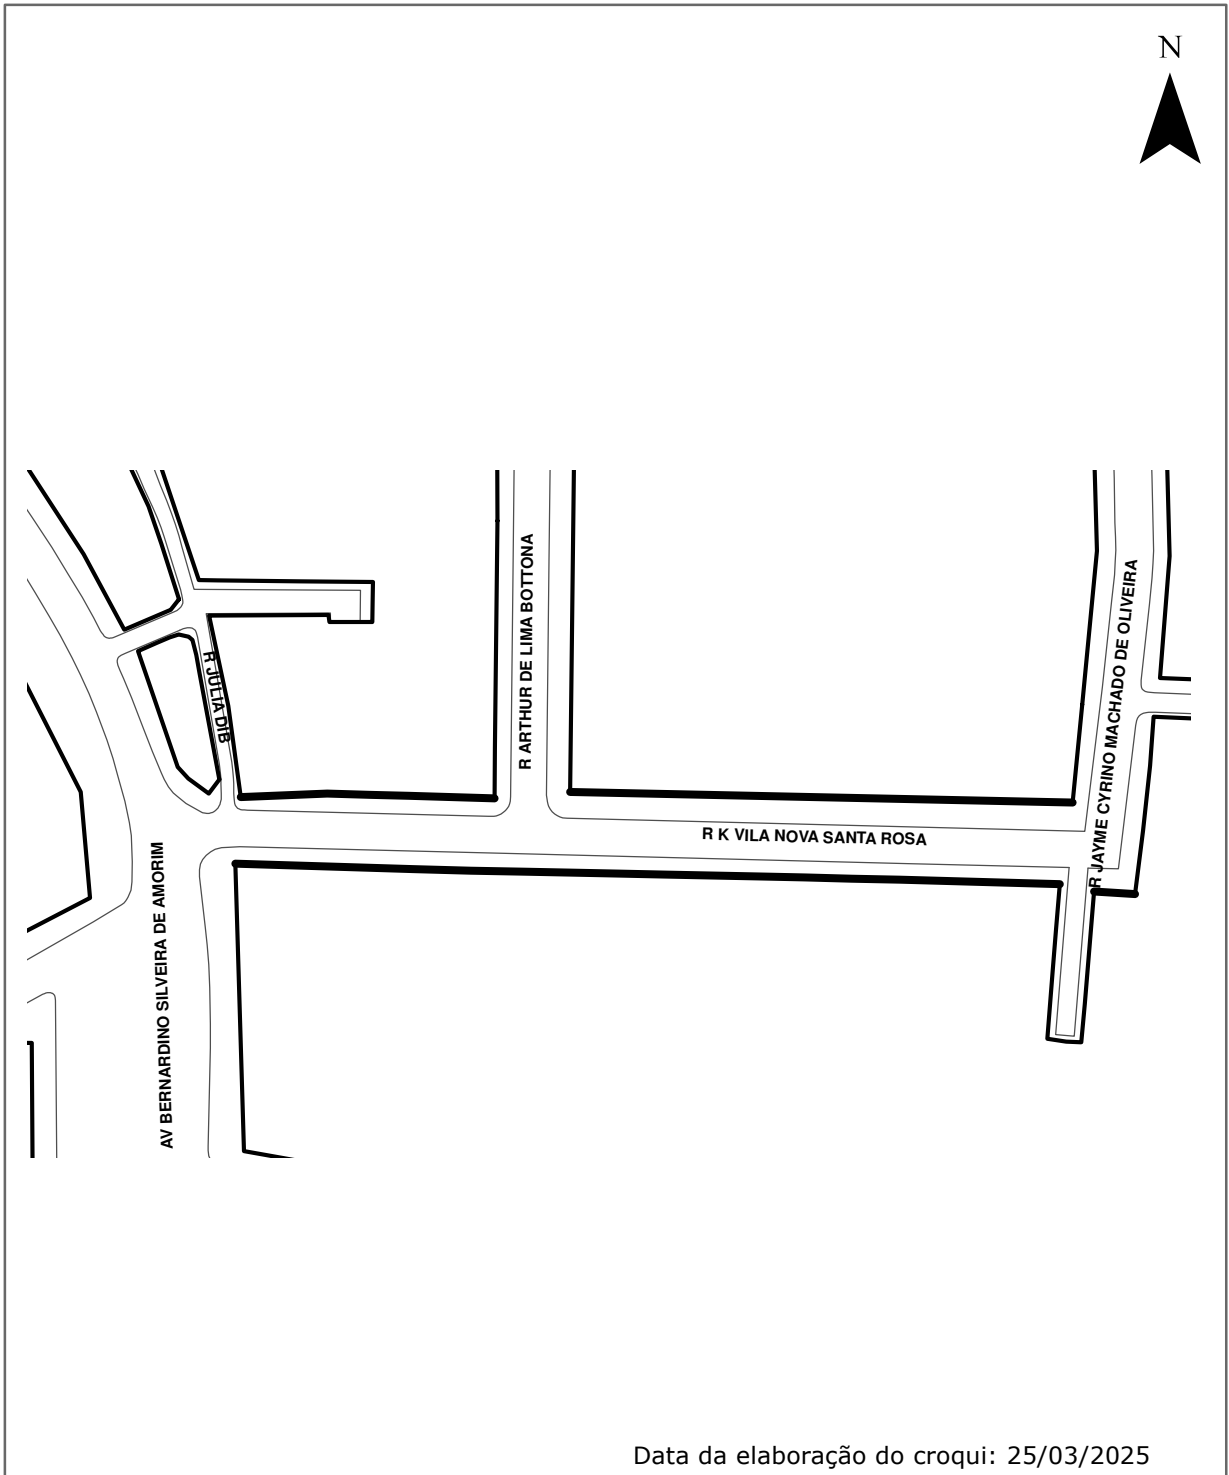 N
R ARTHUR DE LIMA BOTTONA
R JAYME CYRINO MACHADO DE OLIVEIRA
R JULIA DIB
R K VILA NOVA SANTA ROSA
AV BERNARDINO SILVEIRA DE AMORIM
Data da elaboração do croqui: 25/03/2025